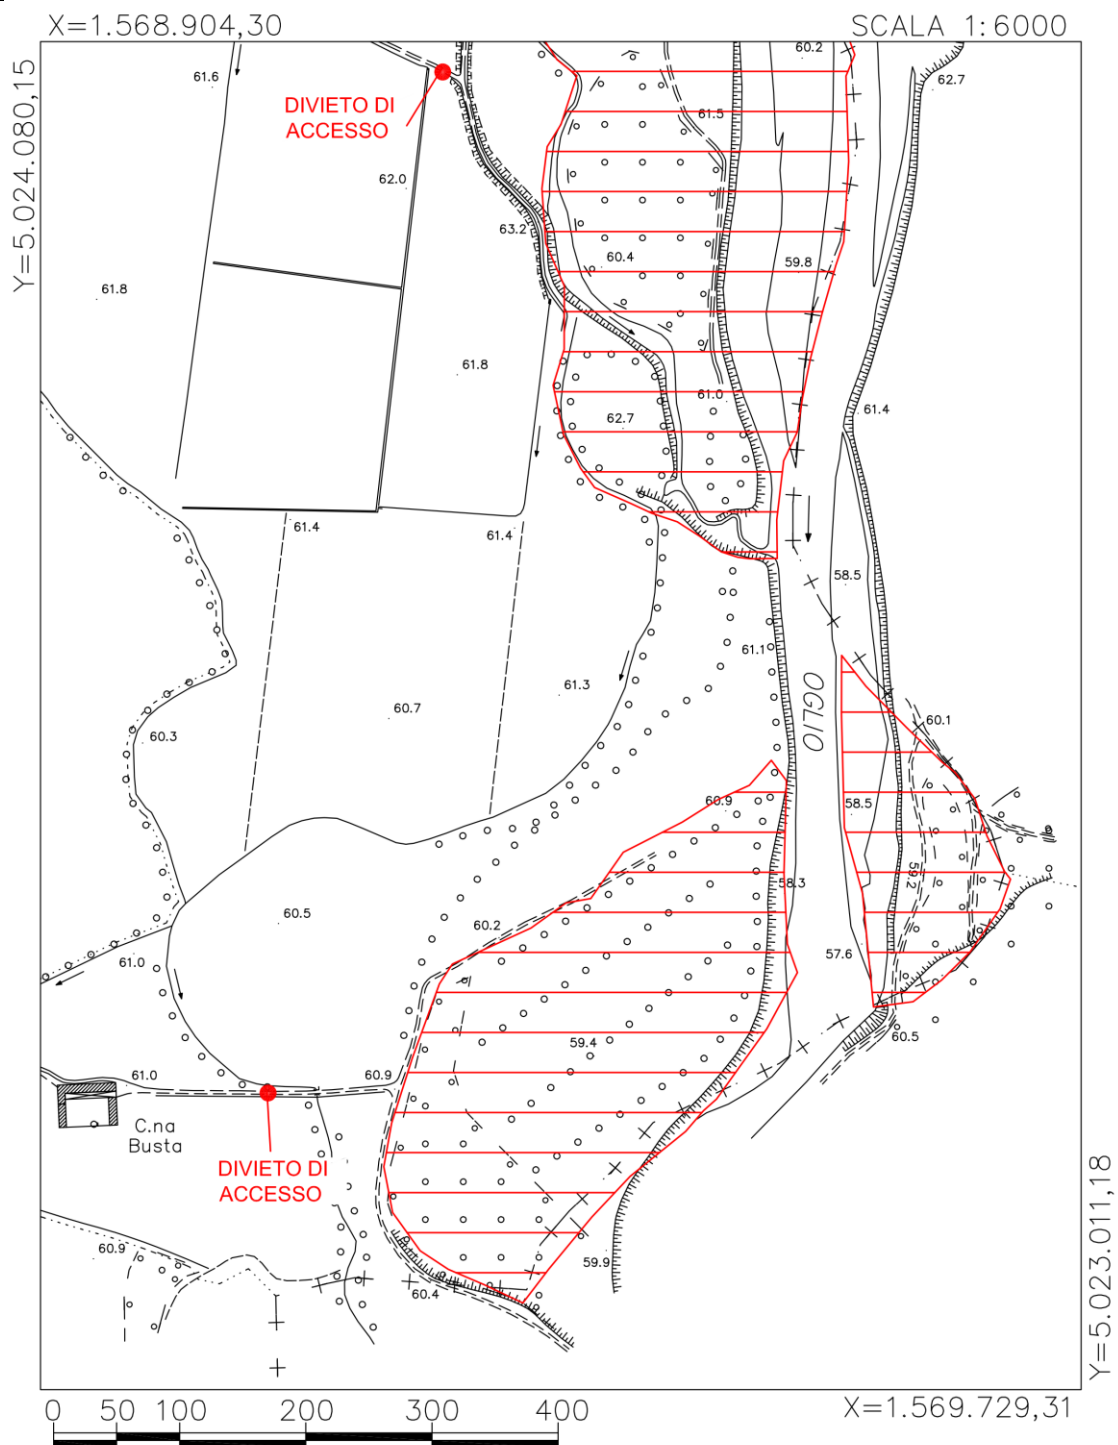 X=1.568.904,30
SCALA 1:6000
Y=5.024.080,15
60.2
61.6
62.7
DIVIETO DI
ACCESSO
61.5
62.0
63.2
60.4
59.8
61.8
61.8
61.0
61.4
62.7
61.4
61.4
58.5
61.1
61.3
OGLIO
60.7
60.1
60.3
60.9
58.5
58.3
59.2
60.5
60.2
61.0
57.6
60.5
59.4
61.0
60.9
C.na
Busta
DIVIETO DI
ACCESSO
60.9
59.9
60.4
Y=5.023.011,18
X=1.569.729,31
0 50 100 200 300 400